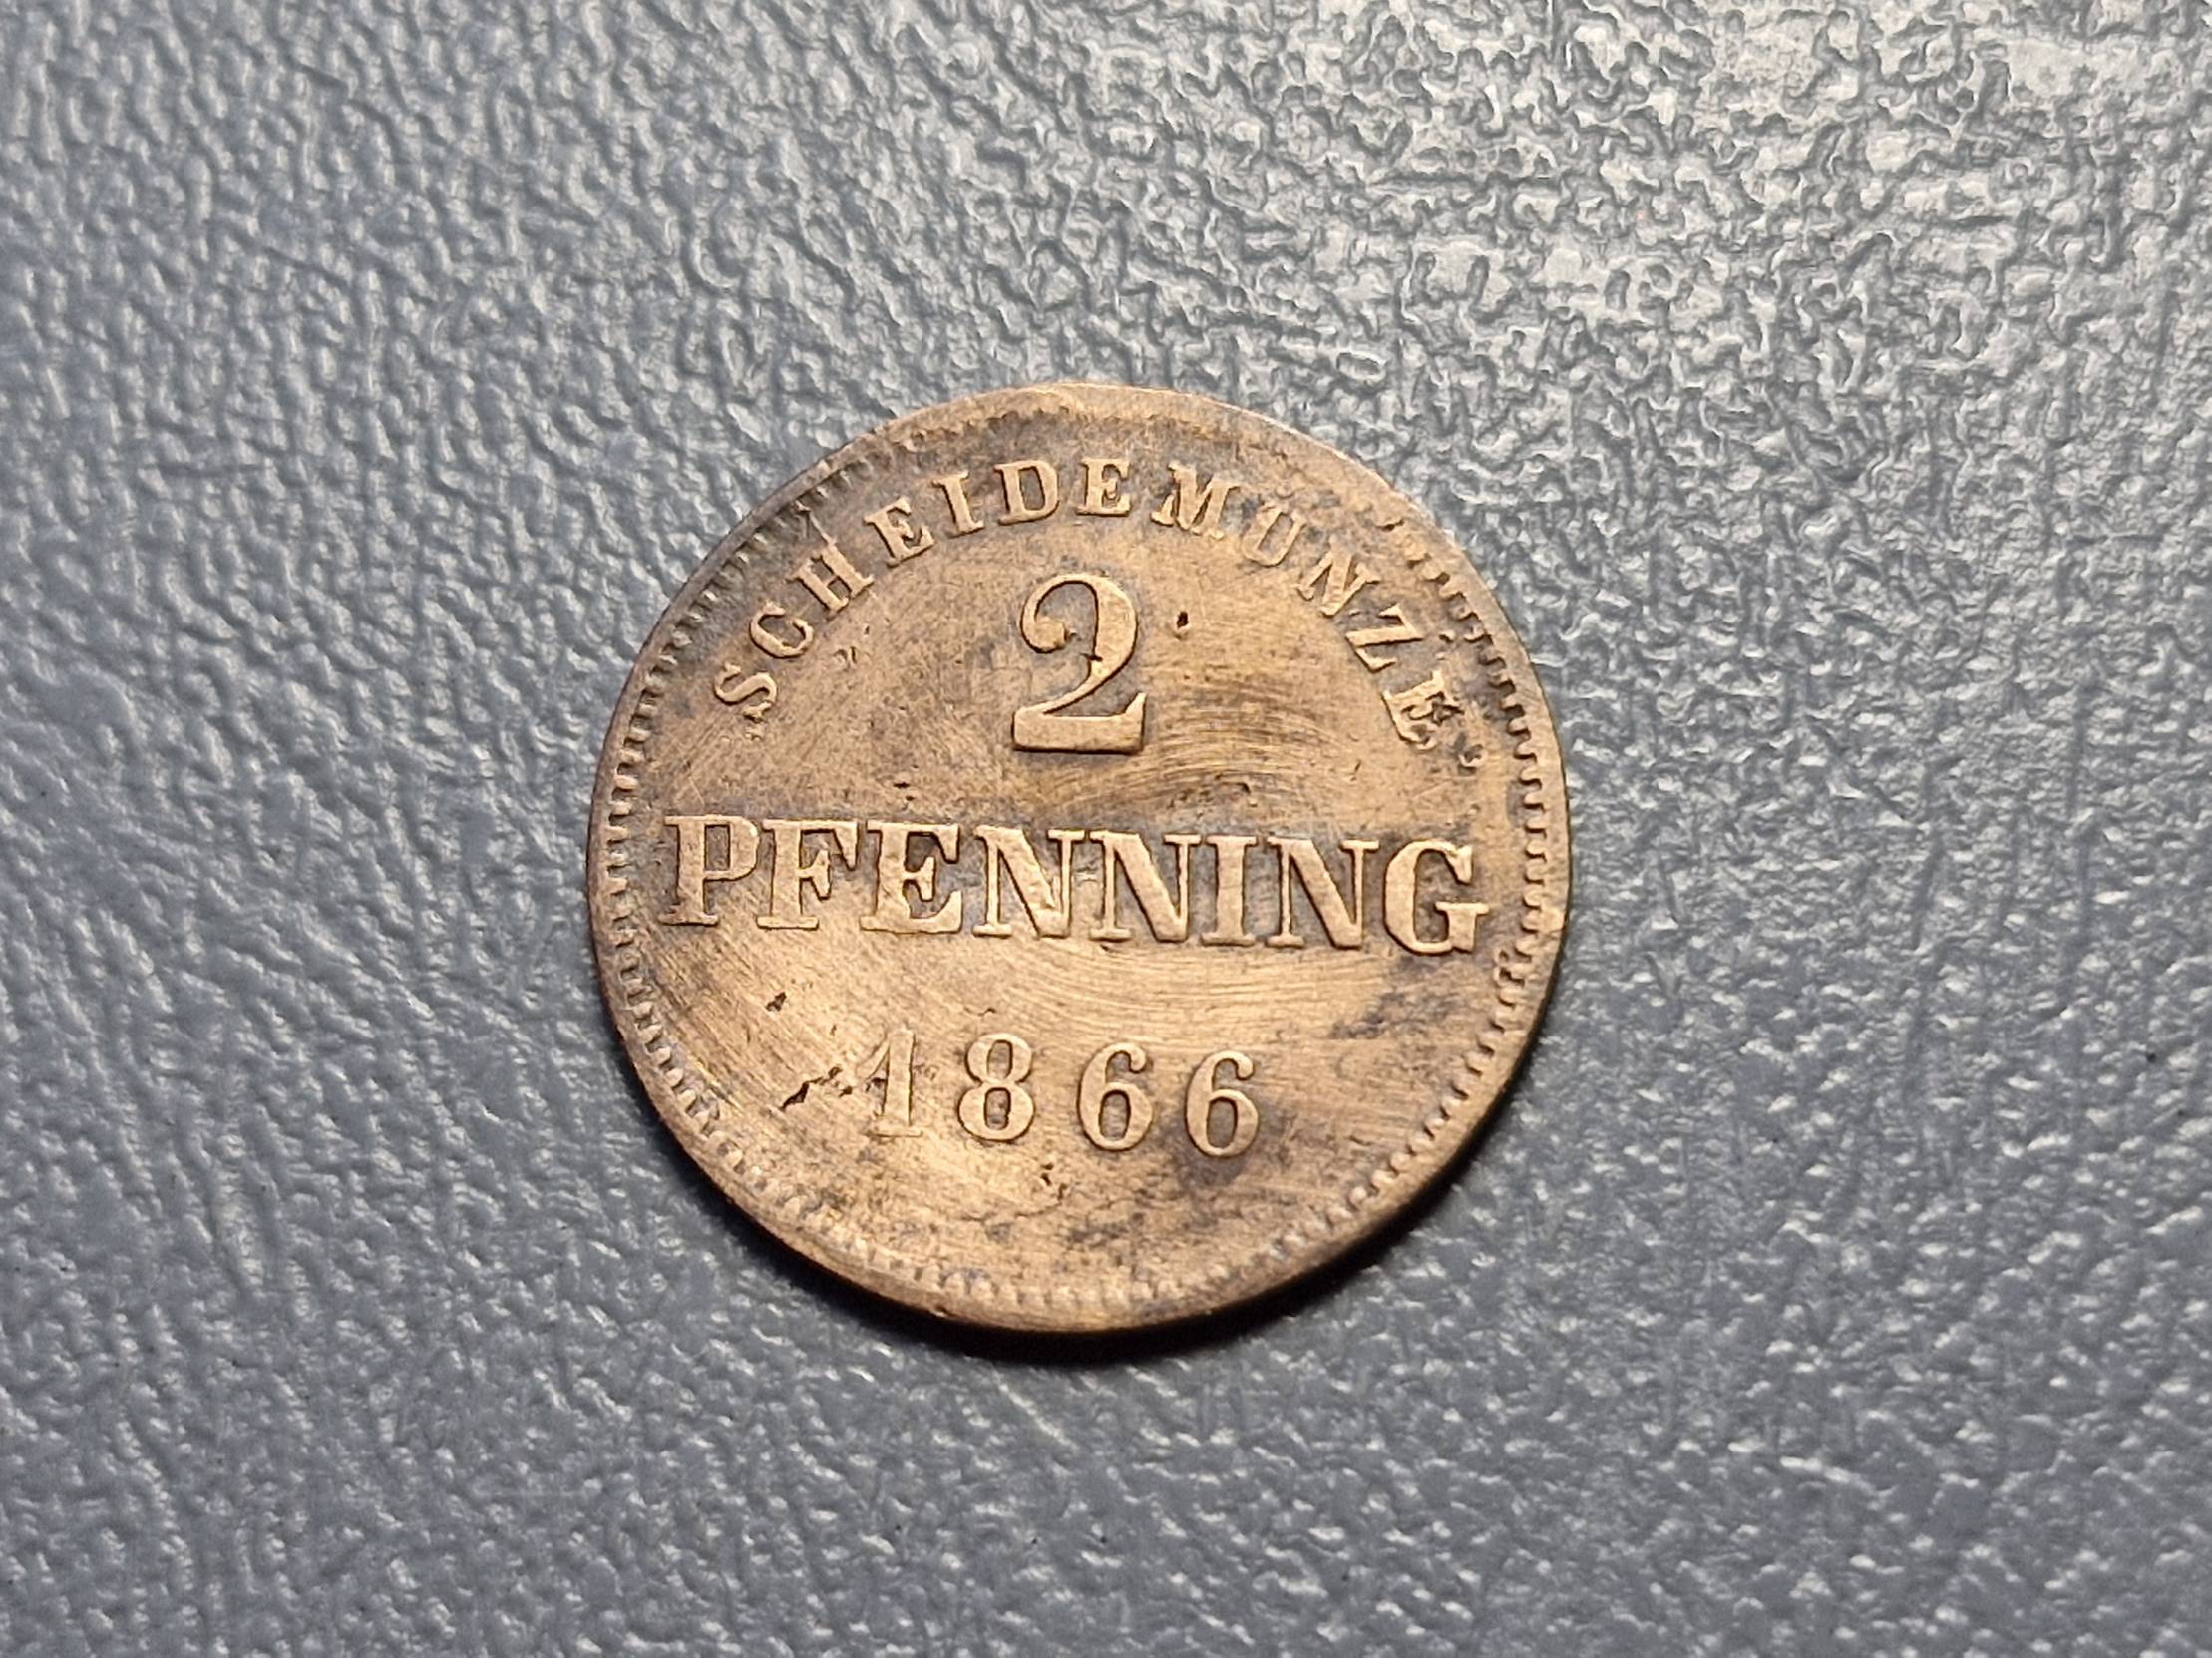 SCHEIDEMÜNZE.
2
PFENNING
1866